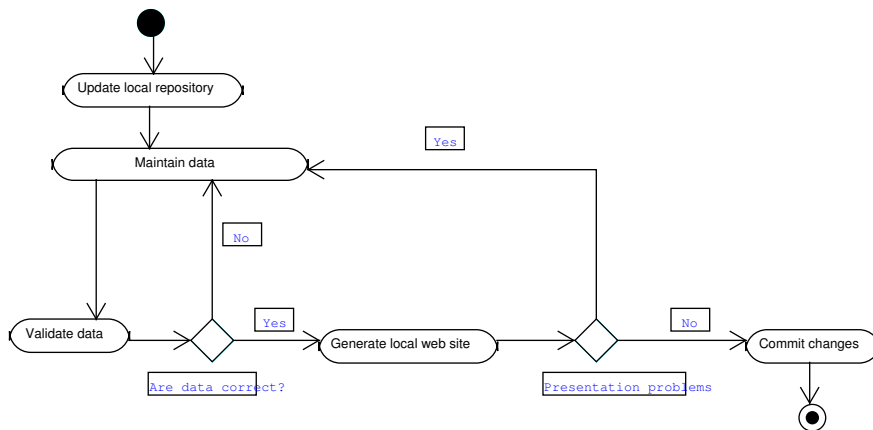 Update local repository
Yes
Maintain data
No
Validate data
Yes
Generate local web site
No
Commit changes
Are data correct?
Presentation problems